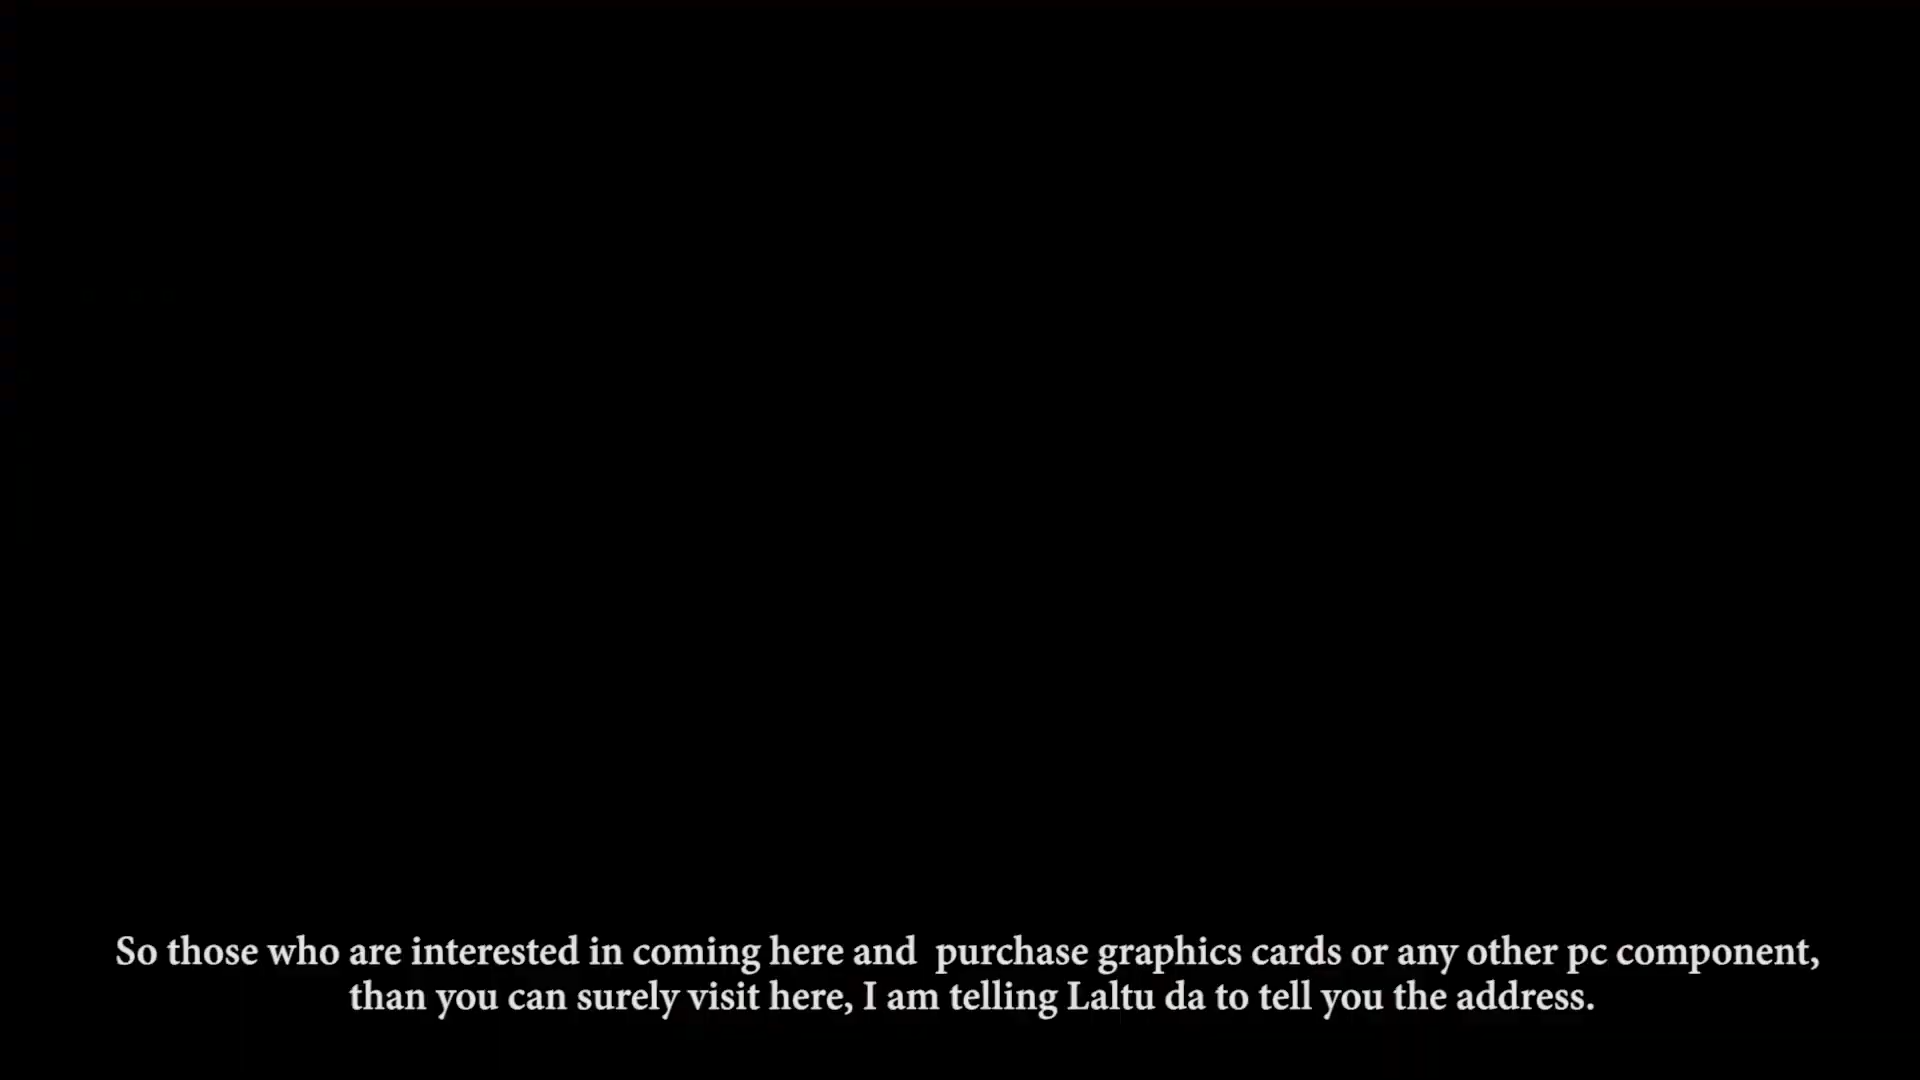 So those who are interested in coming here and  purchase graphics cards or any other pc component,
than you can surely visit here, I am telling Laltu da to tell you the address.